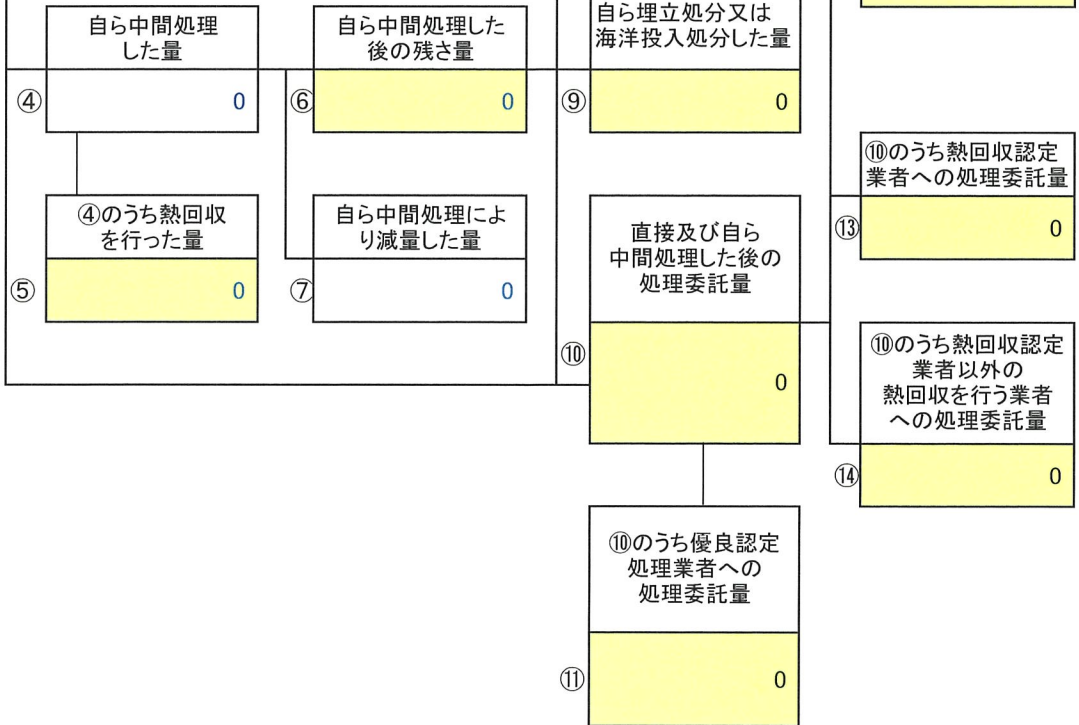 自ら中間処理
した量
④
0
自ら中間処理した
後の残さ量
⑥
0
自ら埋立処分又は
海洋投入処分した量
⑨
0
⑩のうち熱回収認定
業者への処理委託量
⑬
0
④のうち熱回収
を行った量
⑤
0
自ら中間処理によ
り減量した量
⑦
0
直接及び自ら
中間処理した後の
処理委託量
⑩
0
⑩のうち熱回収認定
業者以外の
熱回収を行う業者
への処理委託量
⑭
0
⑩のうち優良認定
処理業者への
処理委託量
⑪
0